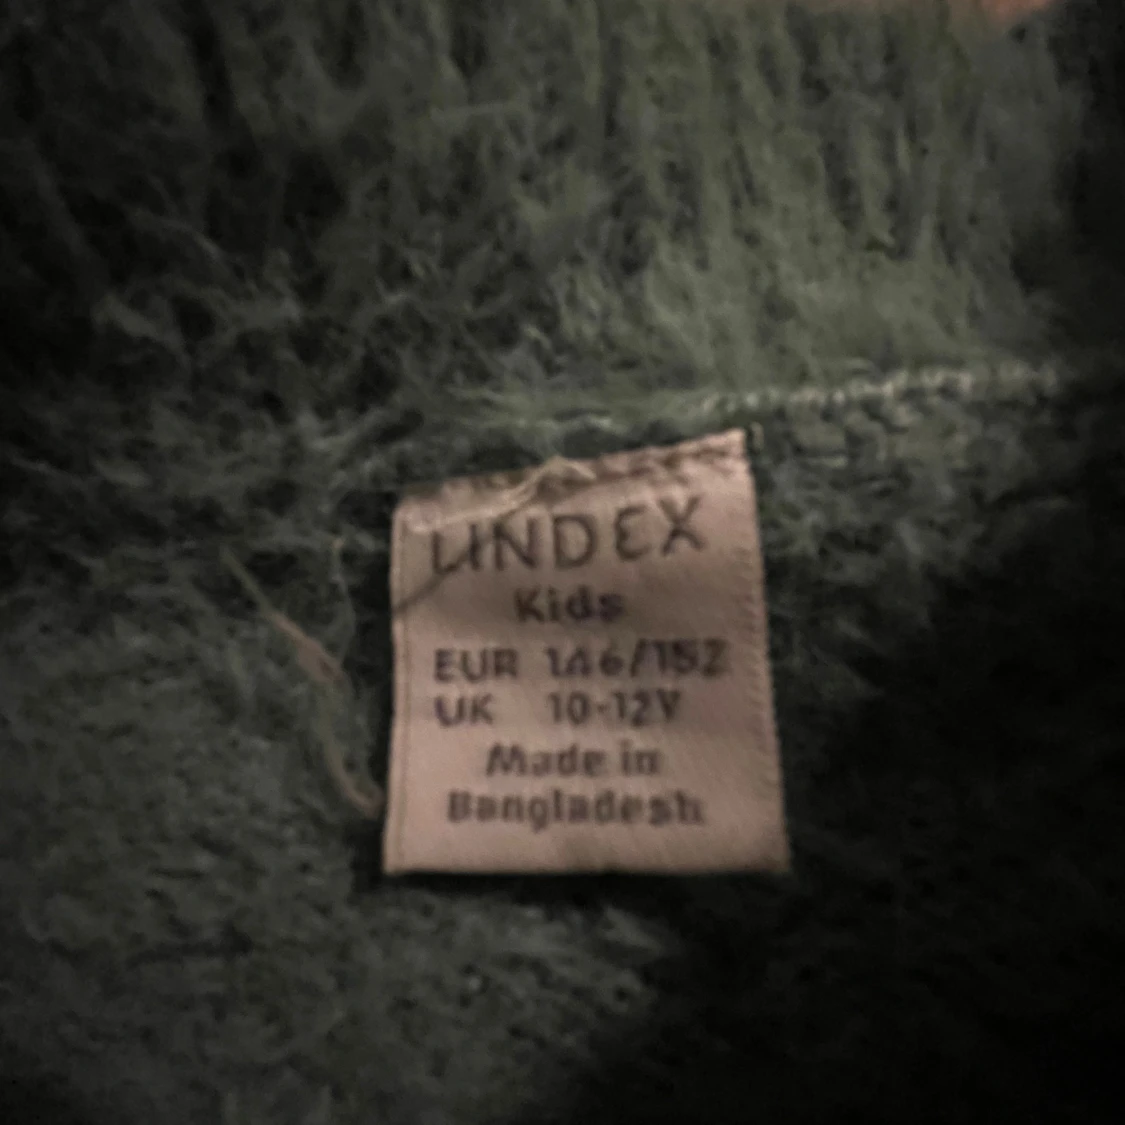 LINDEX
Kids
EUR 146/152
UK 10-12Y
Made in
Bangladesh